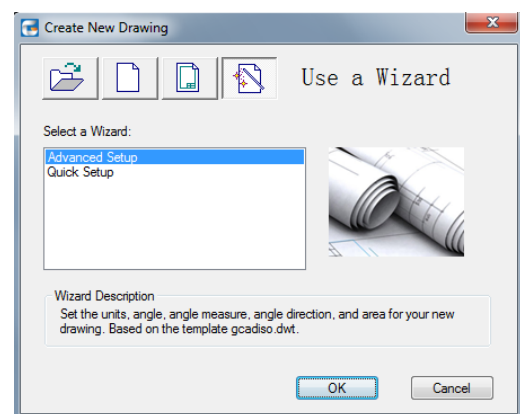 Create New Drawing
Use a Wizard
Select a Wizard:
Advanced Setup
Quick Setup
Wizard Description
Set the units, angle, angle measure, angle direction, and area for your new
drawing. Based on the template gcadiso.dwt.
OK
Cancel